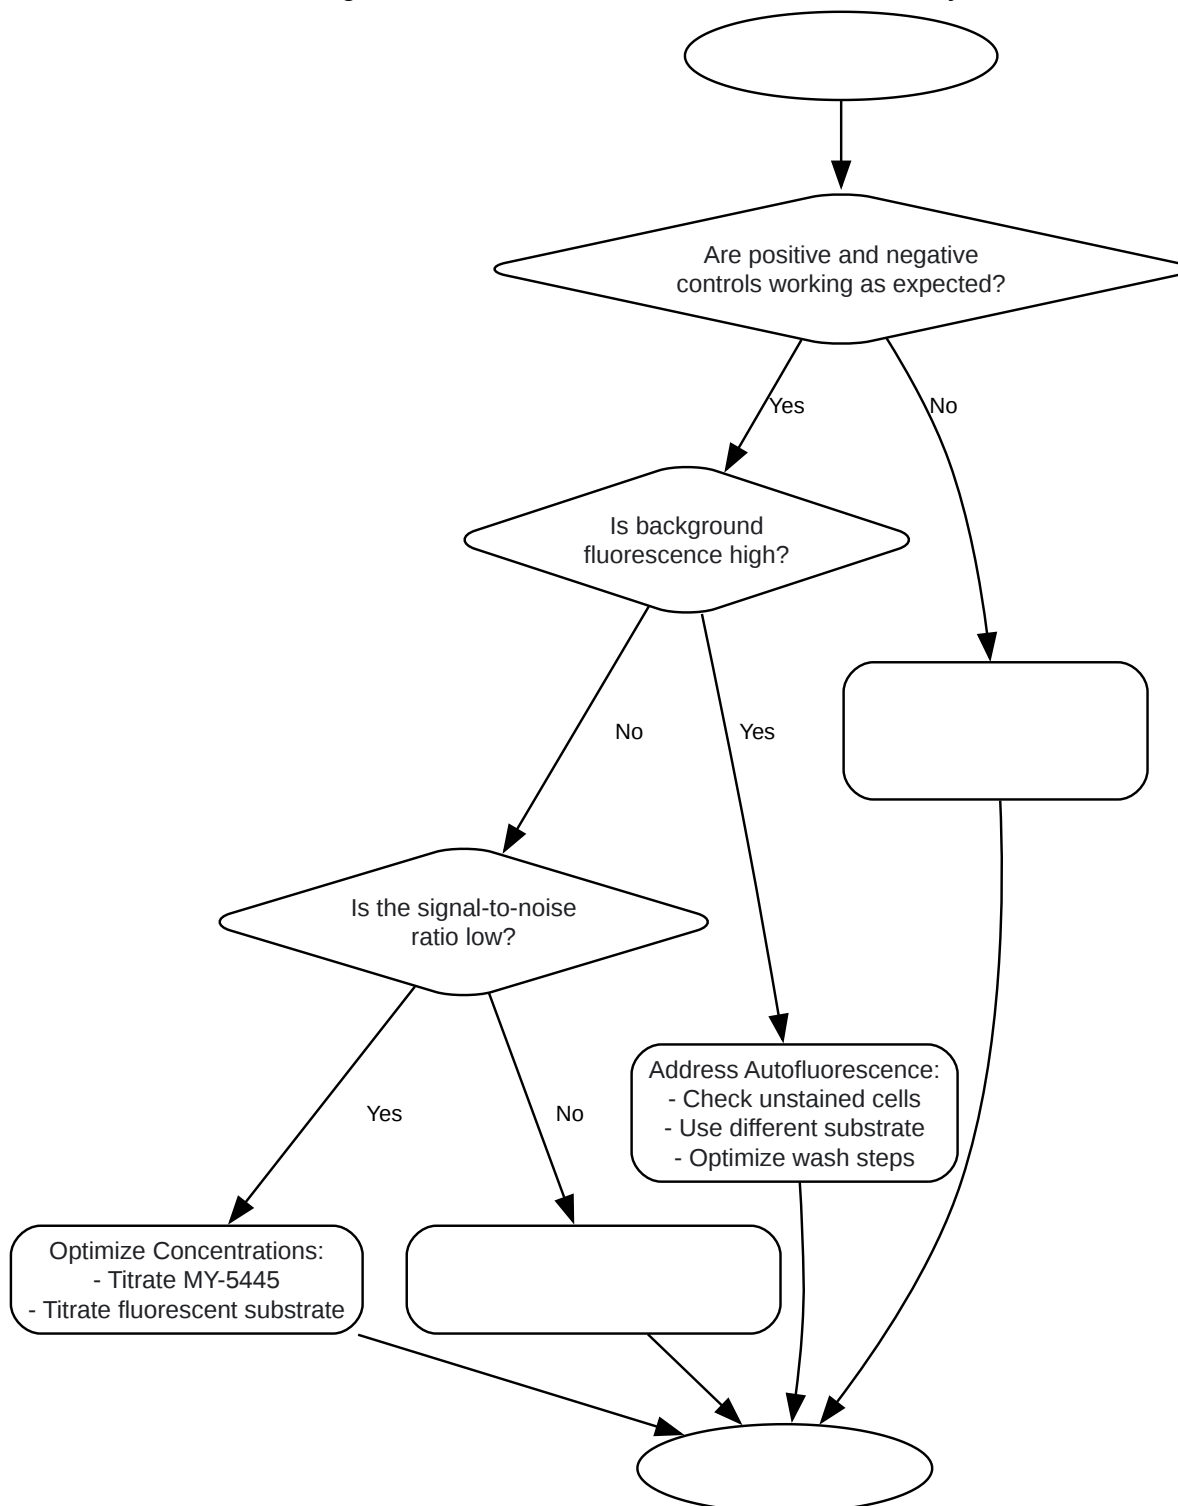 Are positive and negative
controls working as expected?
Yes
No
Is background
fluorescence high?
No
Yes
Is the signal-to-noise
ratio low?
Yes
No
Address Autofluorescence:
- Check unstained cells
- Use different substrate
- Optimize wash steps
Optimize Concentrations:
- Titrate MY-5445
- Titrate fluorescent substrate